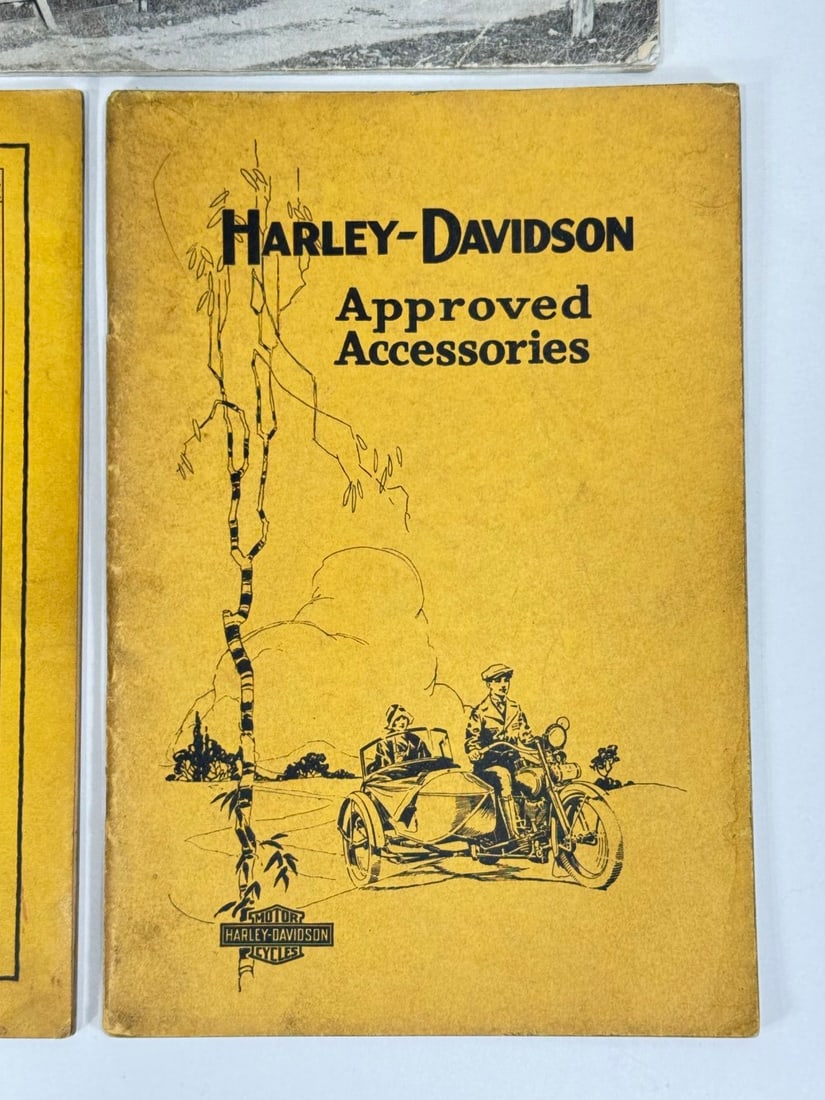 HARLEY-DAVIDSON
Approved
Accessories
MOTOR
HARLEY-DAVIDSON
CYCLES